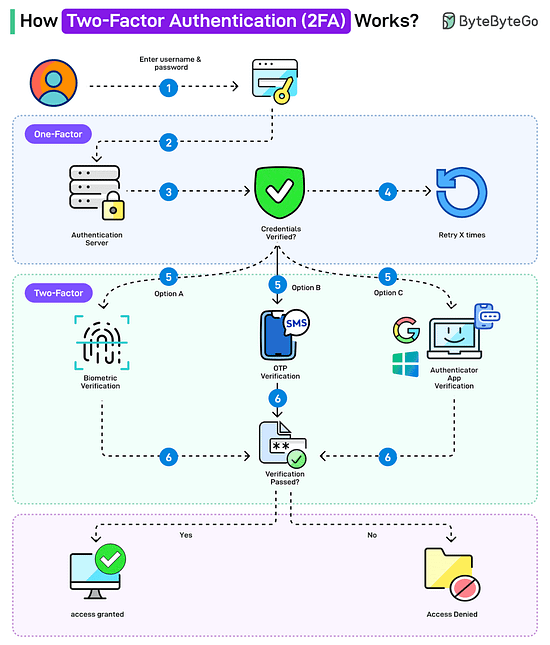 How Two-Factor Authentication (2FA) Works?
ByteByteGo
Enter username &
password
1
One-Factor
2
3
4
Authentication
Server
Credentials
Verified?
Retry X times
5
5
5
Option A
Option B
Option C
Two-Factor
SMS
Biometric
Verification
OTP
Verification
Authenticator
App
Verification
6
6
6
**
Verification
Passed?
Yes
No
access granted
Access Denied